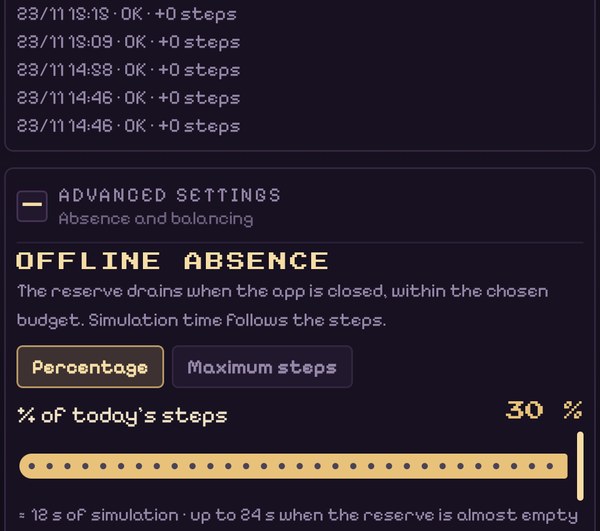 23/11 18:18 · OK · +0 steps
23/11 18:09 · OK · +0 steps
23/11 14:58 · OK · +0 steps
23/11 14:46 · OK · +0 steps
23/11 14:46 · OK · +0 steps
ADVANCED SETTINGS
Absence and balancing
OFFLINE ABSENCE
The reserve drains when the app is closed, within the chosen
budget. Simulation time follows the steps.
Percentage Maximum steps
% of today's steps 30 %
≈ 12 s of simulation · up to 24 s when the reserve is almost empty